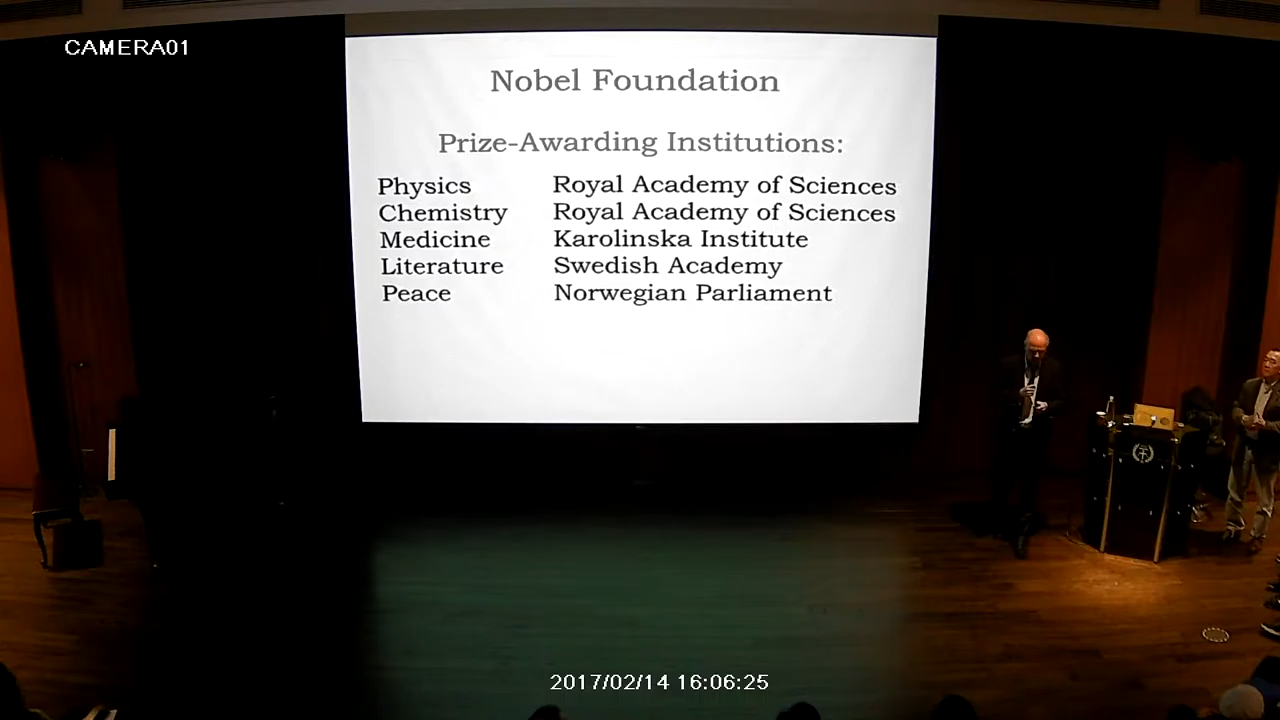 CAMERA01
Nobel Foundation
Prize-Awarding Institutions:
Physics Royal Academy of Sciences
Chemistry Royal Academy of Sciences
Medicine Karolinska Institute
Literature Swedish Academy
Peace Norwegian Parliament
2017/02/14 16:06:25